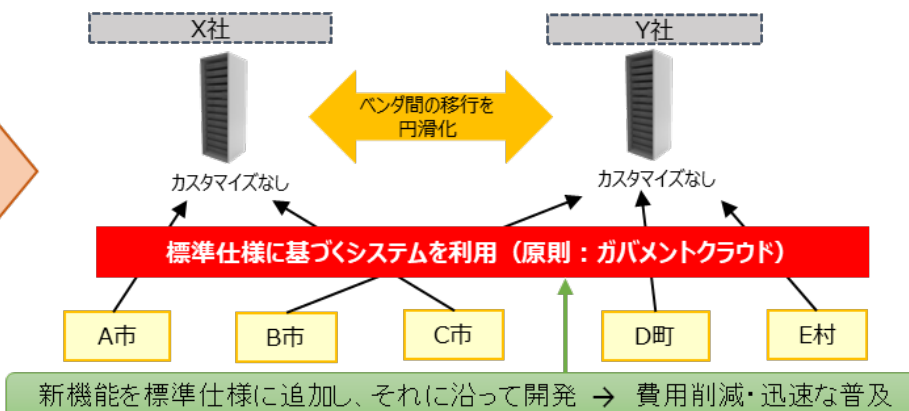 X社
Y社
ベンダ間の移行を
円滑化
カスタマイズなし
カスタマイズなし
標準仕様に基づくシステムを利用（原則：ガバメントクラウド）
A市
B市
C市
D町
E村
新機能を標準仕様に追加し、それに沿って開発 → 費用削減・迅速な普及